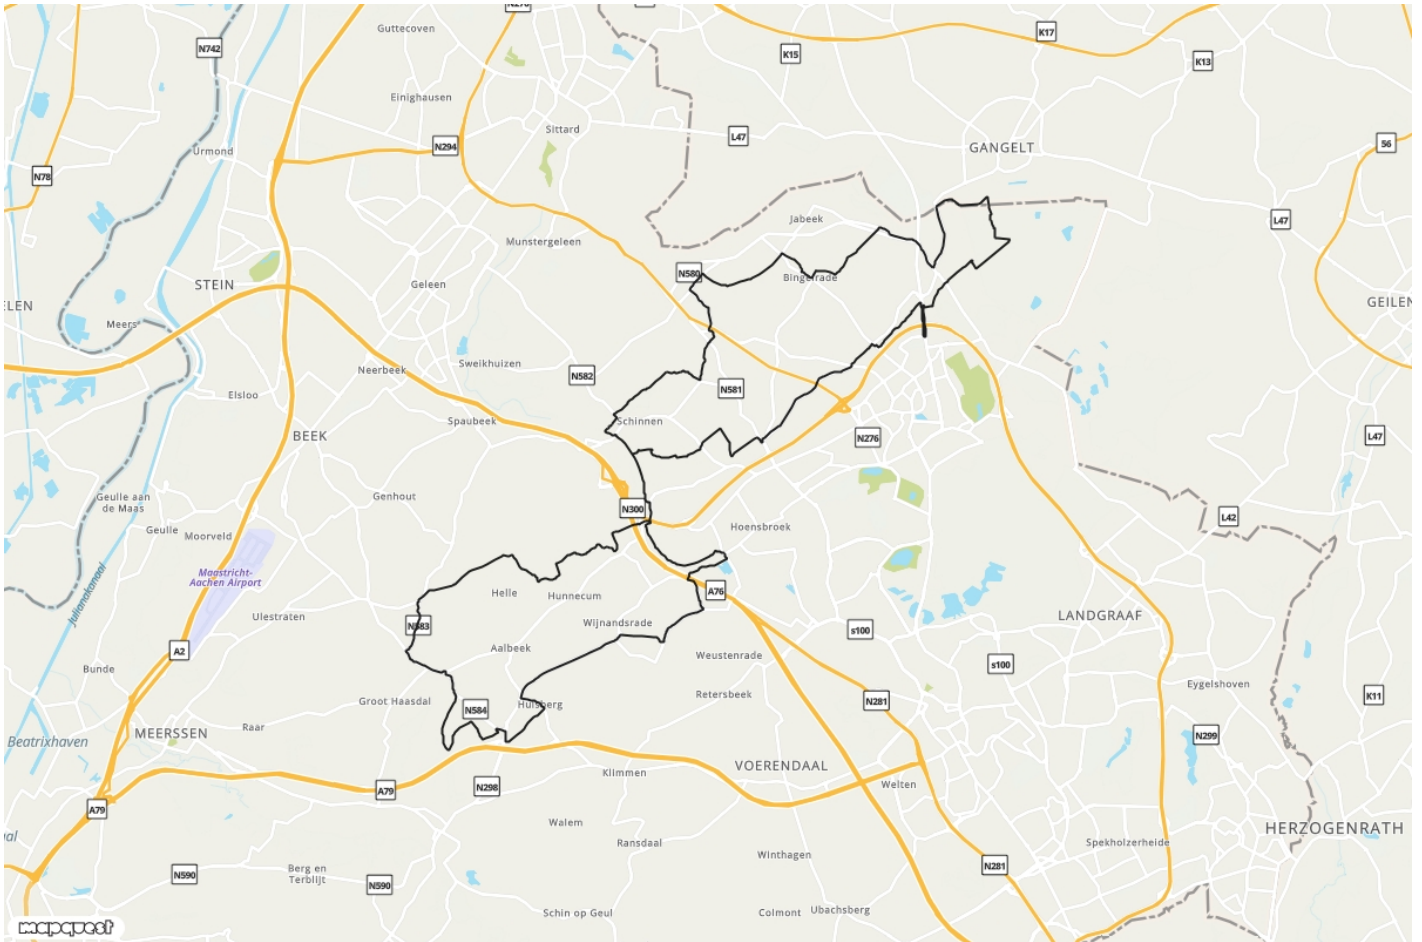 N276
K17
Guttecoven
N742
K15
K13
Einighausen
Sittard
L47
N294
56
GANGELT
Urmond
N78
L47
Jabeek
Munstergeleen
N580
Bingelrade
STEIN
Geleen
ELEN
GEILEN
Meers
Sweikhuizen
Neerbeek
N582
N581
Elsloo
Schinnen
Spaubeek
BEEK
N276
L47
Genhout
Geulle aan
de Maas
N300
L42
Geulle
Moorveld
Hoensbroek
Maastricht-
Aachen Airport
Julianakanaal
Helle
Hunnecum
A76
Ulestraten
N583
Wijnandsrade
LANDGRAAF
s100
A2
Aalbeek
Weustenrade
s100
Bunde
Eygelshoven
Groot Haasdal
N584
Hulsberg
Retersbeek
N281
K11
Raar
MEERSSEN
Beatrixhaven
N299
VOERENDAAL
Klimmen
A79
N298
Welten
A79
Walem
HERZOGENRATH
aal
Ransdaal
Spekholzerheide
Winthagen
Berg en
Terblijt
N590
N590
N281
Schin op Geul
Colmont
Ubachsberg
mapquest